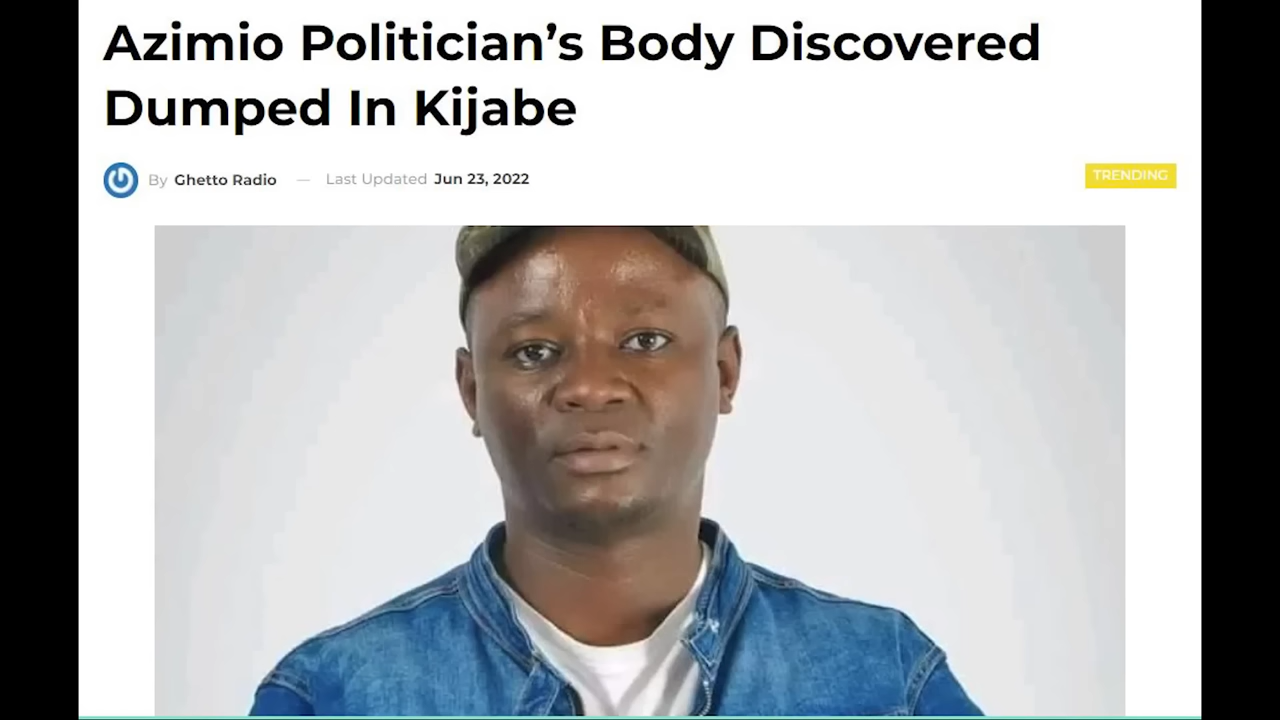 Azimio Politician’s Body Discovered
Dumped In Kijabe
By Ghetto Radio — Last Updated Jun 23, 2022
TRENDING